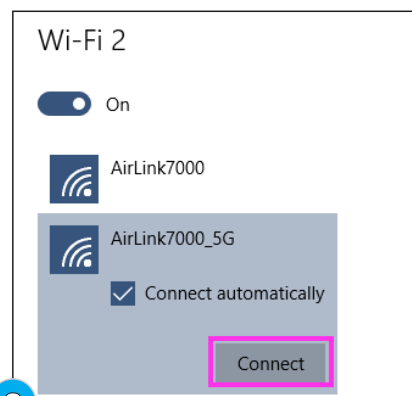 Wi-Fi 2
On
AirLink7000
AirLink7000_5G
Connect automatically
Connect